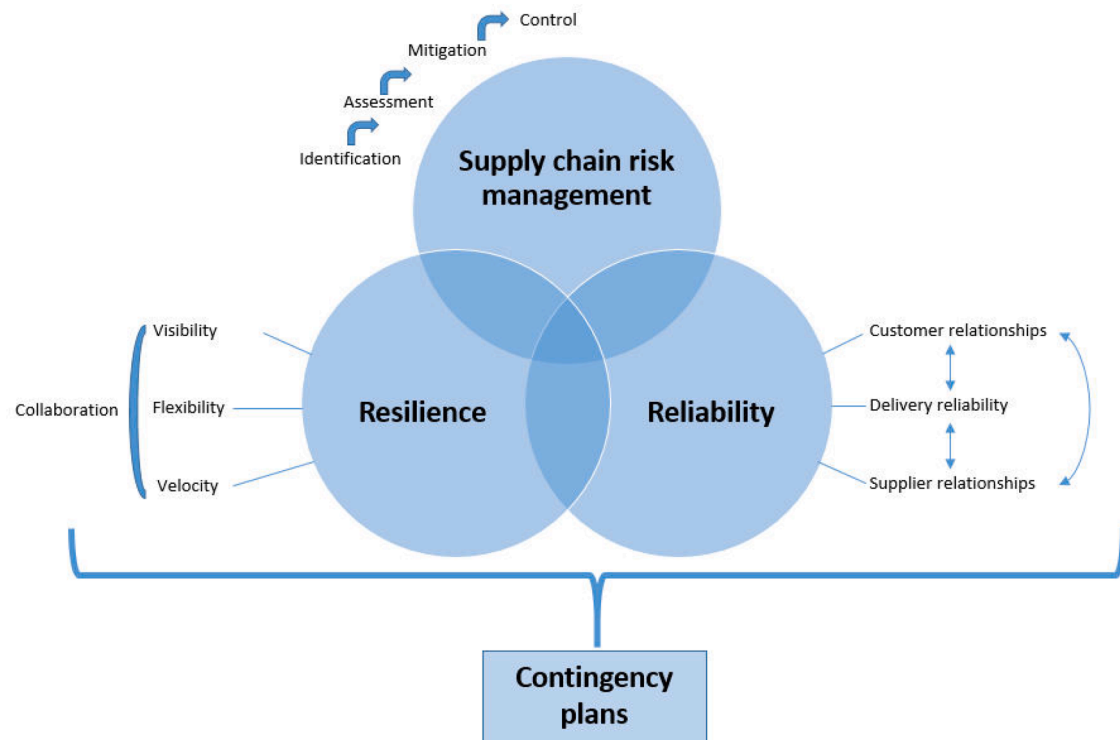 Control
Mitigation
Assessment
Identification
Supply chain risk
management
Visibility
Collaboration
Flexibility
Velocity
Resilience
Reliability
Customer relationships
Delivery reliability
Supplier relationships
Contingency
plans